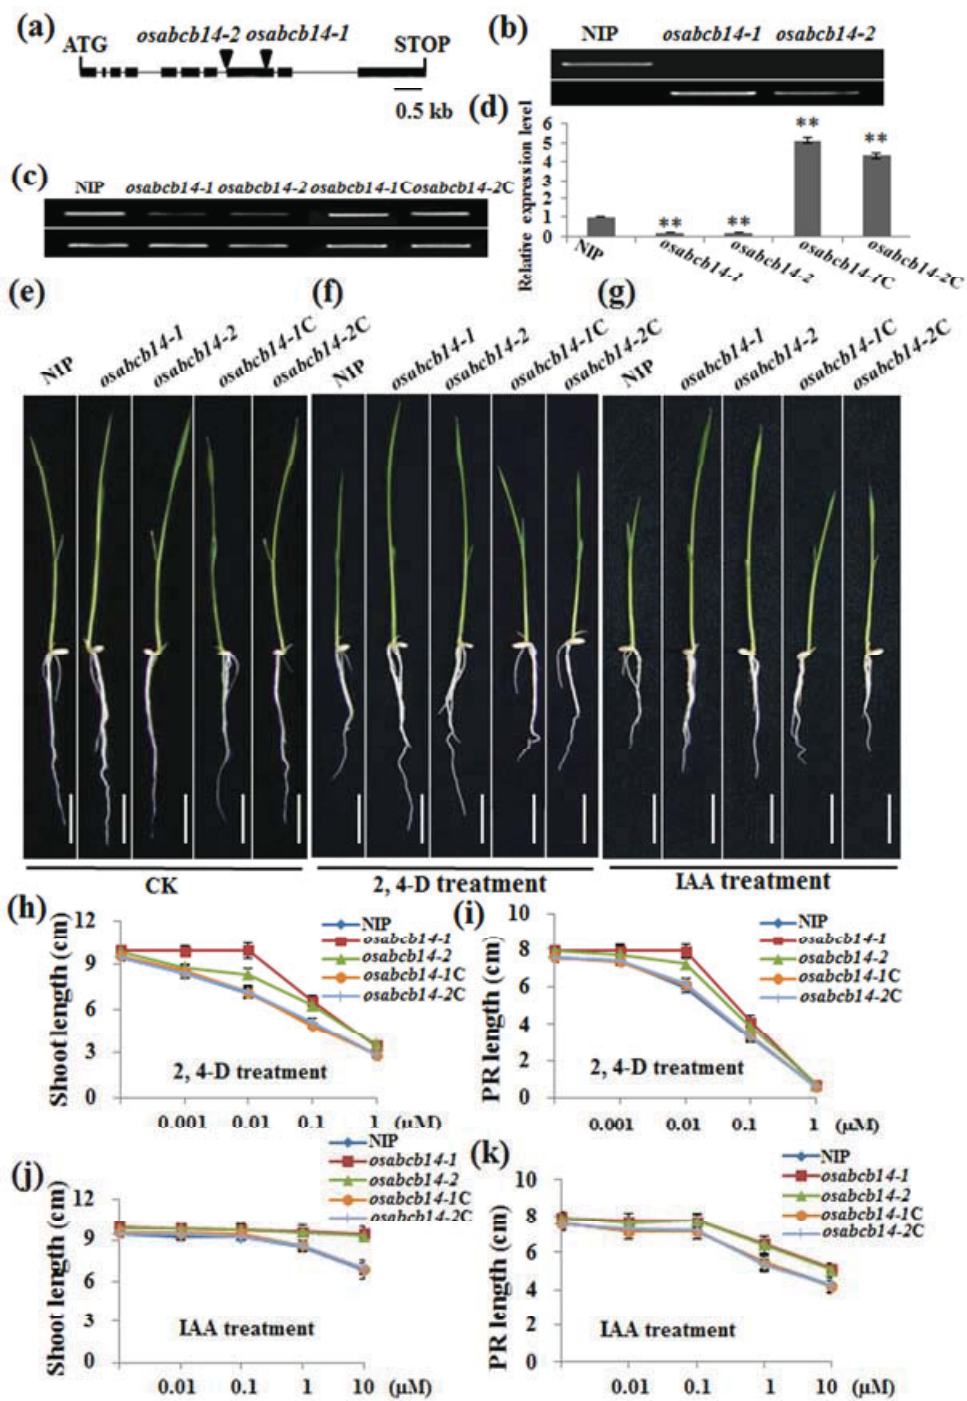 (a)
osabcb14-2 osabcb14-1
ATG STOP
0.5 kb
(b)
NIP osabcb14-1 osabcb14-2
(c)
NIP osabcb14-1 osabcb14-2 osabcb14-1C osabcb14-2C
(d)
Relative expression level
6
5
4
3
2
1
0
** ** ** **
NIP osabcb14-1 osabcb14-2 osabcb14-1C osabcb14-2C
(e)
NIP osabcb14-1 osabcb14-2 osabcb14-1C osabcb14-2C
CK
(f)
NIP osabcb14-1 osabcb14-2 osabcb14-1C osabcb14-2C
2, 4-D treatment
(g)
NIP osabcb14-1 osabcb14-2 osabcb14-1C osabcb14-2C
IAA treatment
(h)
Shoot length (cm)
12
9
6
3
0
NIP
osabcb14-1
osabcb14-2
osabcb14-1C
osabcb14-2C
2, 4-D treatment
0.001 0.01 0.1 1 (μM)
(i)
PR length (cm)
10
8
6
4
2
0
NIP
osabcb14-1
osabcb14-2
osabcb14-1C
osabcb14-2C
2, 4-D treatment
0.001 0.01 0.1 1 (μM)
(j)
Shoot length (cm)
12
9
6
3
0
NIP
osabcb14-1
osabcb14-2
osabcb14-1C
osabcb14-2C
IAA treatment
0.01 0.1 1 10 (μM)
(k)
PR length (cm)
10
8
6
4
2
0
NIP
osabcb14-1
osabcb14-2
osabcb14-1C
osabcb14-2C
IAA treatment
0.01 0.1 1 10 (μM)